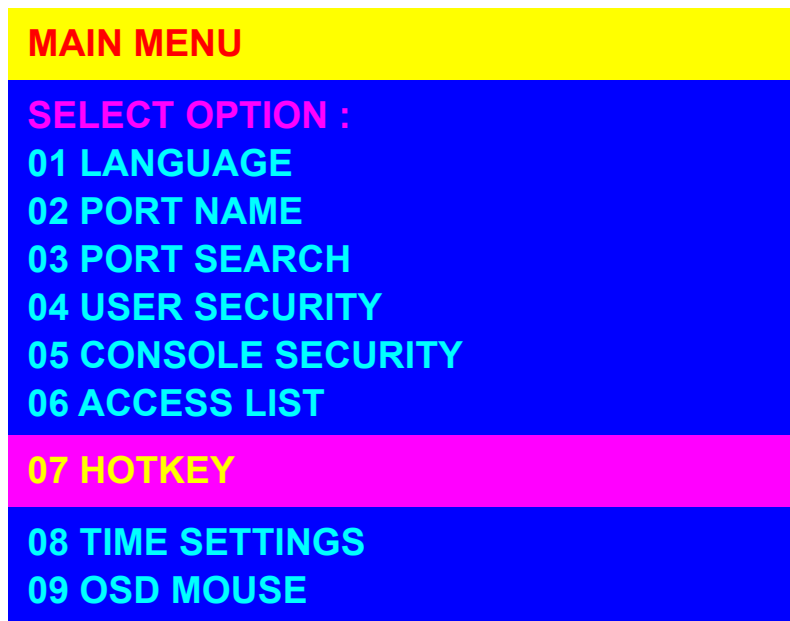 MAIN MENU
SELECT OPTION :
01 LANGUAGE
02 PORT NAME
03 PORT SEARCH
04 USER SECURITY
05 CONSOLE SECURITY
06 ACCESS LIST
07 HOTKEY
08 TIME SETTINGS
09 OSD MOUSE